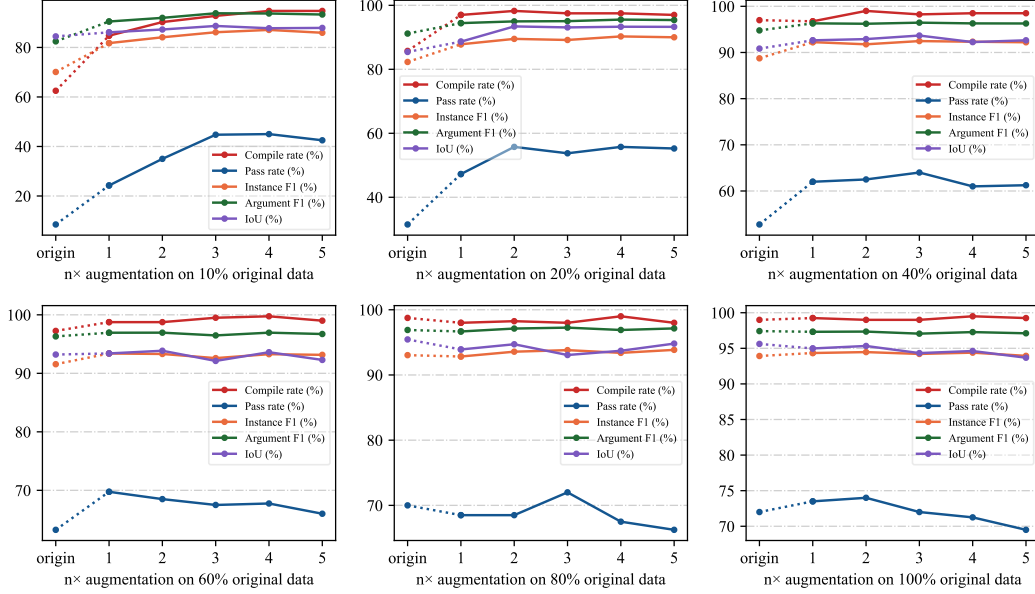 80
60
40
20
Compile rate (%)
Pass rate (%)
Instance F1 (%)
Argument F1 (%)
IoU (%)
origin 1 2 3 4 5
n× augmentation on 10% original data
100
80
60
40
Compile rate (%)
Pass rate (%)
Instance F1 (%)
Argument F1 (%)
IoU (%)
origin 1 2 3 4 5
n× augmentation on 20% original data
100
90
80
70
60
Compile rate (%)
Pass rate (%)
Instance F1 (%)
Argument F1 (%)
IoU (%)
origin 1 2 3 4 5
n× augmentation on 40% original data
100
90
80
70
Compile rate (%)
Pass rate (%)
Instance F1 (%)
Argument F1 (%)
IoU (%)
origin 1 2 3 4 5
n× augmentation on 60% original data
100
90
80
70
Compile rate (%)
Pass rate (%)
Instance F1 (%)
Argument F1 (%)
IoU (%)
origin 1 2 3 4 5
n× augmentation on 80% original data
100
95
90
85
80
75
70
Compile rate (%)
Pass rate (%)
Instance F1 (%)
Argument F1 (%)
IoU (%)
origin 1 2 3 4 5
n× augmentation on 100% original data